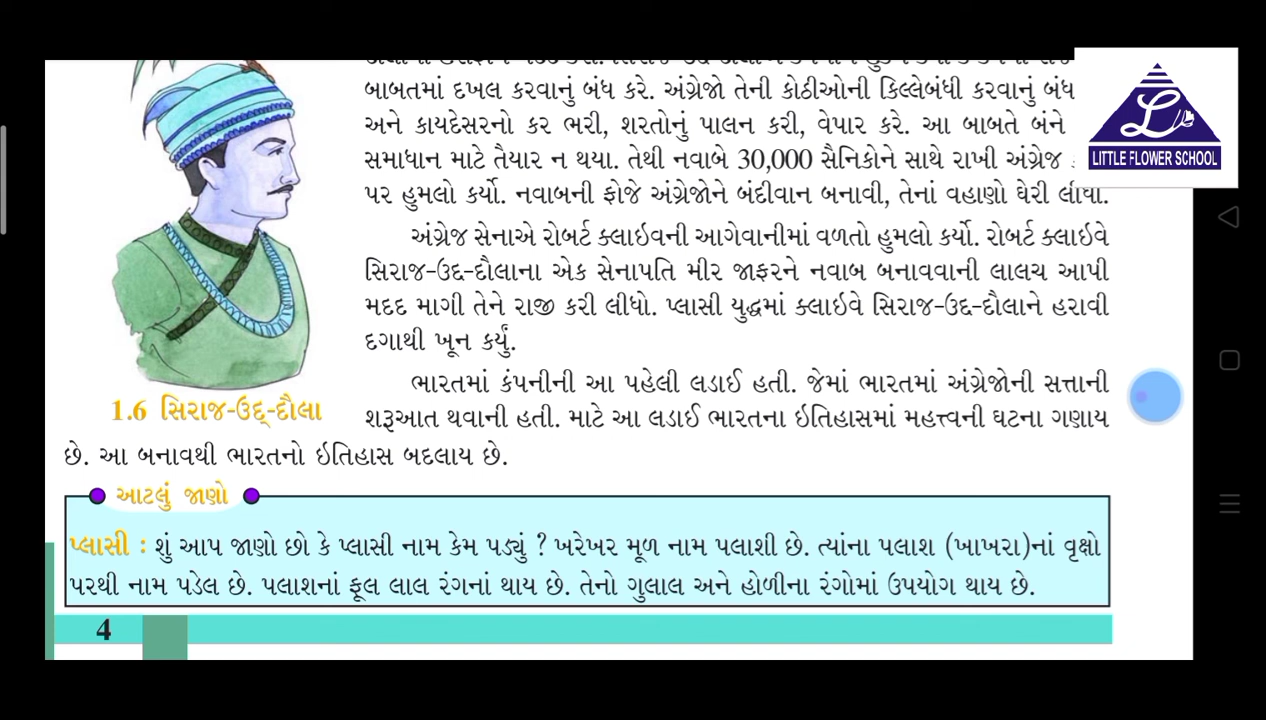 બાબતમાં દખલ કરવાનું બંધ કરે. અંગ્રેજો તેની કોઠીઓની કિલ્લેબંધી કરવાનું બંધ
અને કાયદેસરનો કર ભરી, શરતોનું પાલન કરી, વેપાર કરે. આ બાબતે બંને
સમાધાન માટે તૈયાર ન થયા. તેથી નવાબે 30,000 સૈનિકોને સાથે રાખી અંગ્રેજ
પર હુમલો કર્યો. નવાબની ફોજે અંગ્રેજોને બંદીવાન બનાવી, તેનાં વહાણો ઘેરી લીધાં.
અંગ્રેજ સેનાએ રોબર્ટ ક્લાઇવની આગેવાનીમાં વળતો હુમલો કર્યો. રોબર્ટ ક્લાઇવે
સિરાજ-ઉદ્દ-દૌલાના એક સેનાપતિ મીર જાફરને નવાબ બનાવવાની લાલચ આપી
મદદ માગી તેને રાજી કરી લીધો. પ્લાસી યુદ્ધમાં ક્લાઇવે સિરાજ-ઉદ્દ-દૌલાને હરાવી
દગાથી ખૂન કર્યું.
ભારતમાં કંપનીની આ પહેલી લડાઈ હતી. જેમાં ભારતમાં અંગ્રેજોની સત્તાની
શરૂઆત થવાની હતી. માટે આ લડાઈ ભારતના ઇતિહાસમાં મહત્ત્વની ઘટના ગણાય
છે. આ બનાવથી ભારતનો ઇતિહાસ બદલાય છે.
1.6 સિરાજ-ઉદ્-દૌલા
આટલું જાણો
પ્લાસી : શું આપ જાણો છો કે પ્લાસી નામ કેમ પડ્યું ? ખરેખર મૂળ નામ પલાશી છે. ત્યાંના પલાશ (ખાખરા)નાં વૃક્ષો
પરથી નામ પડેલ છે. પલાશનાં ફૂલ લાલ રંગનાં થાય છે. તેનો ગુલાલ અને હોળીના રંગોમાં ઉપયોગ થાય છે.
4
LITTLE FLOWER SCHOOL